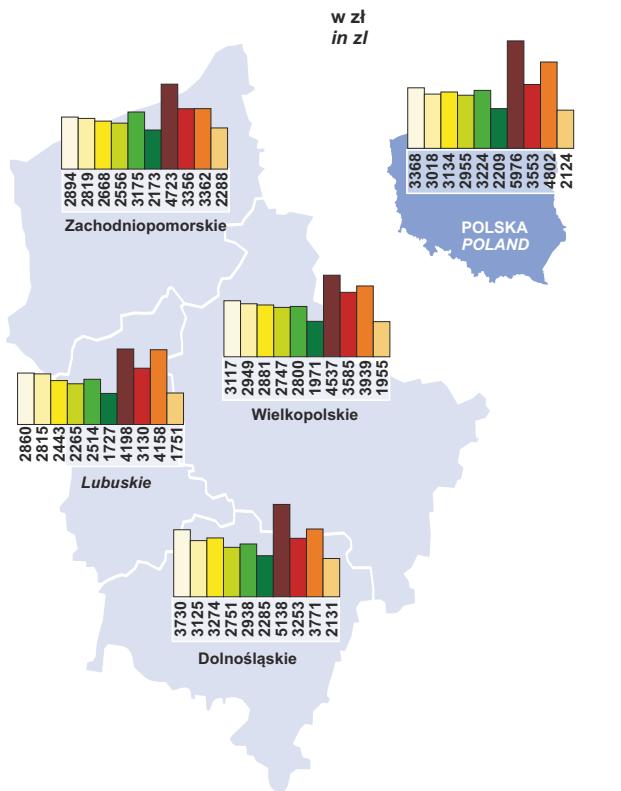 w zł
in zl
3368 3018 3134 2955 3224 2209 5976 3553 4802 2124
POLSKA
POLAND
2894 2819 2668 2556 3175 2172 4723 3356 3362 2288
Zachodniopomorskie
3117 2949 2881 2747 2800 1971 4537 3585 3939 1955
Wielkopolskie
2860 2815 2443 2265 2514 1727 4198 3130 4158 1751
Lubuskie
3730 3125 3274 2751 2938 2285 5138 3253 3771 2131
Dolnośląskie